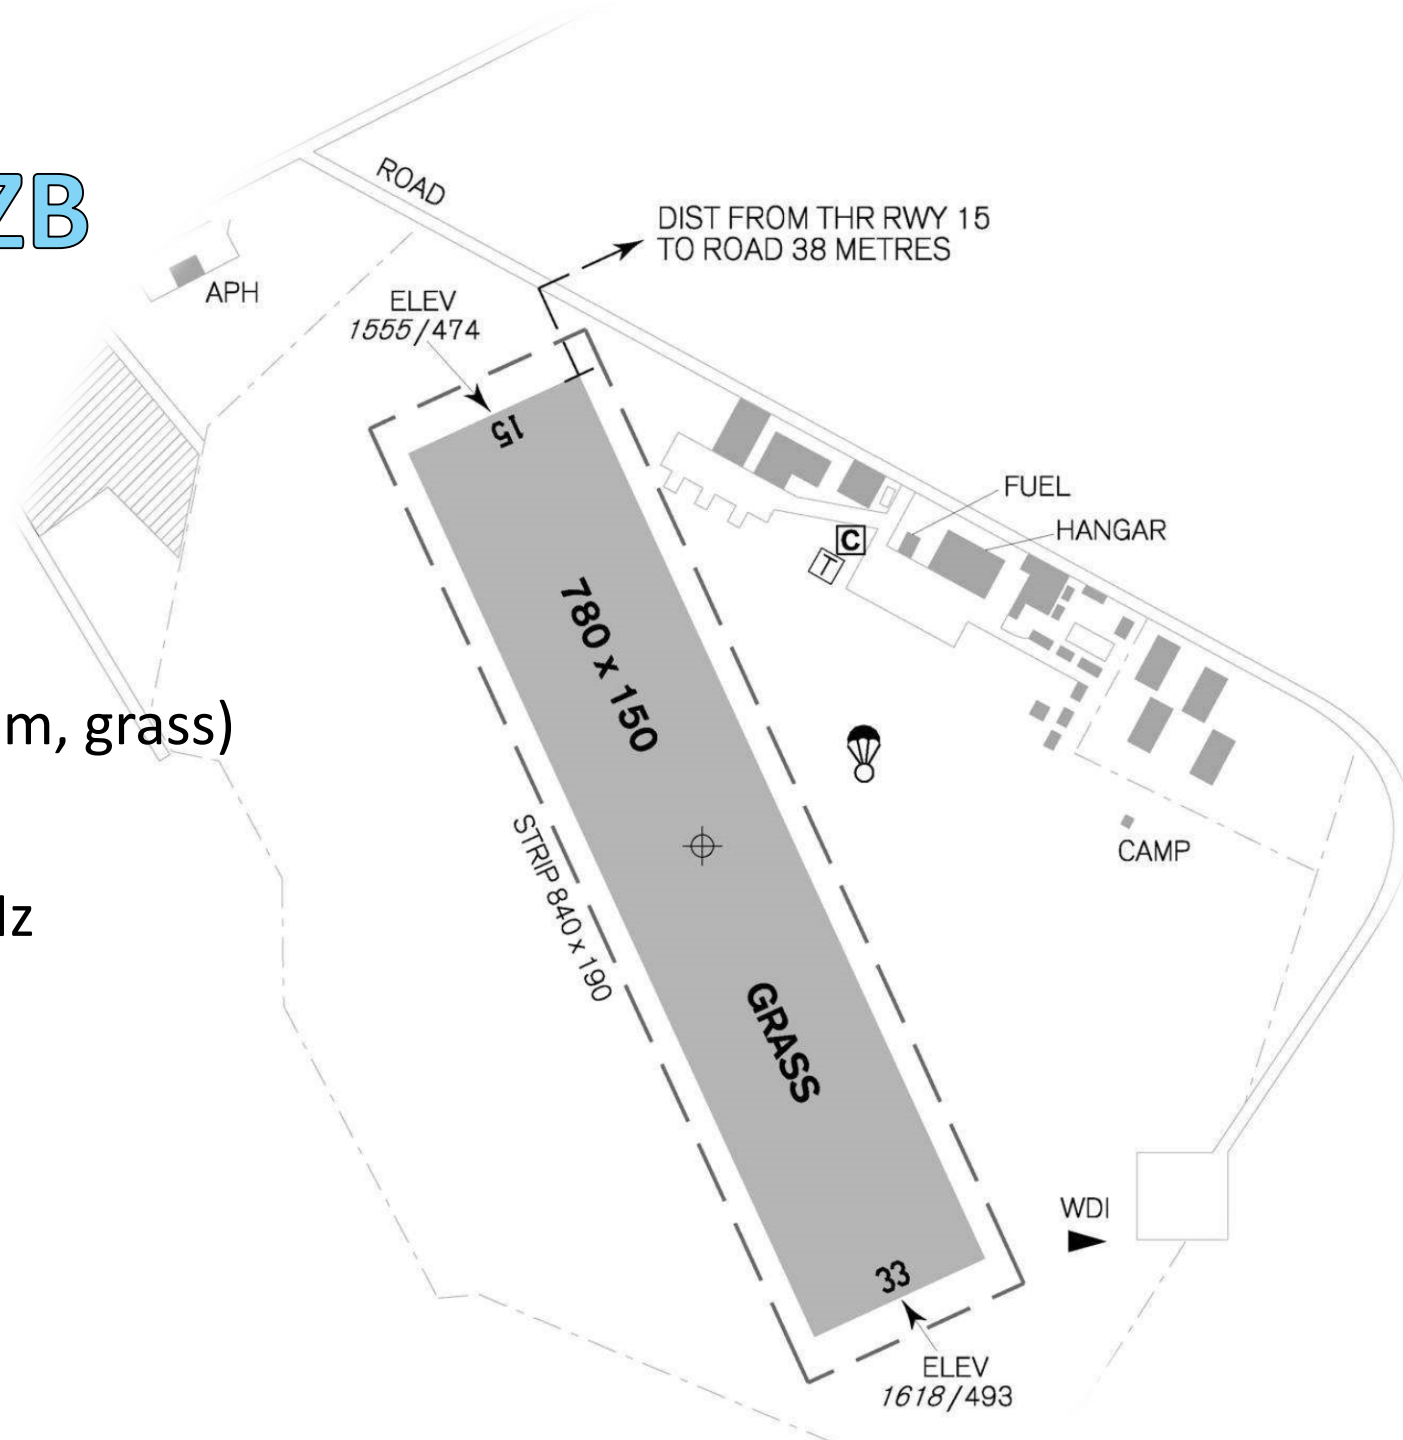 ZB
ROAD
DIST FROM THR RWY 15
TO ROAD 38 METRES
APH
ELEV
1555/474
15
FUEL
HANGAR
C
T
780 x 150
m, grass)
STRIP 840 x 190
CAMP
lz
GRASS
WDI
33
ELEV
1618/493